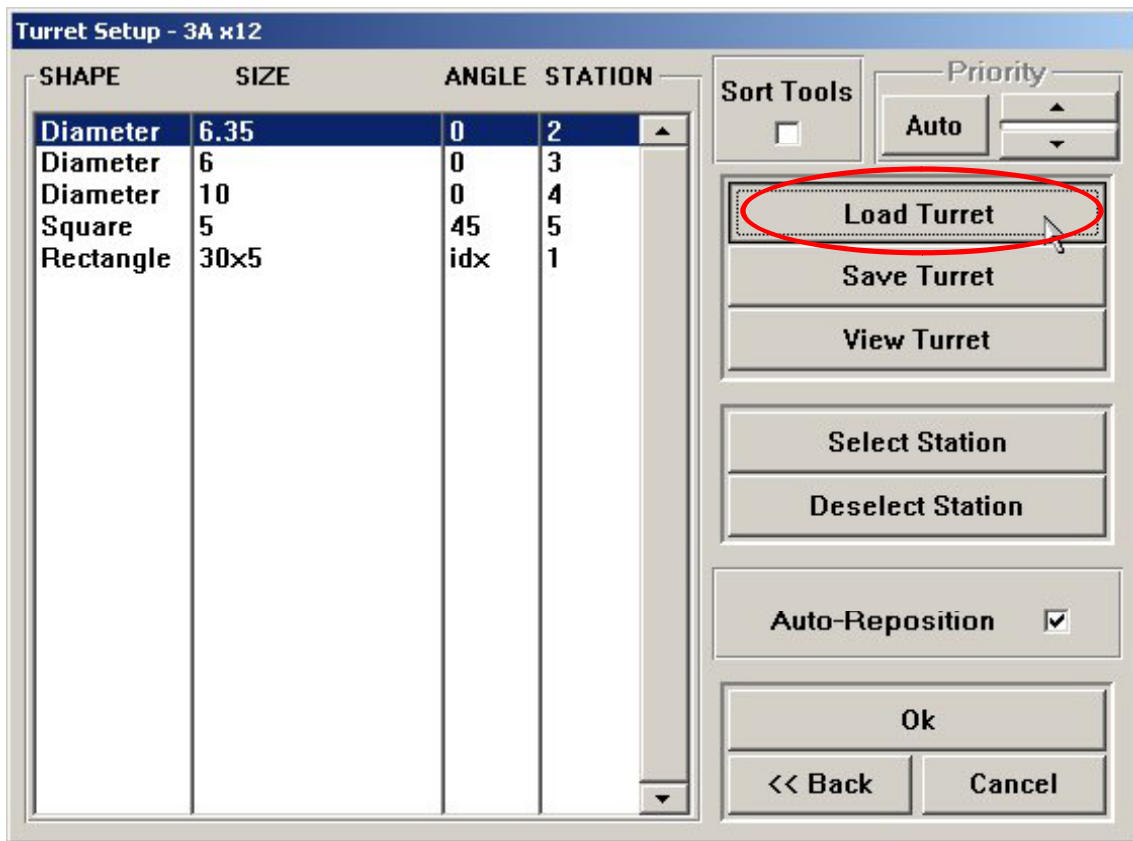 Turret Setup - 3A x12
SHAPE SIZE ANGLE STATION
Diameter 6.35 0 2
Diameter 6 0 3
Diameter 10 0 4
Square 5 45 5
Rectangle 30x5 idx 1
Sort Tools
Priority
Auto
Load Turret
Save Turret
View Turret
Select Station
Deselect Station
Auto-Reposition
Ok
<< Back Cancel